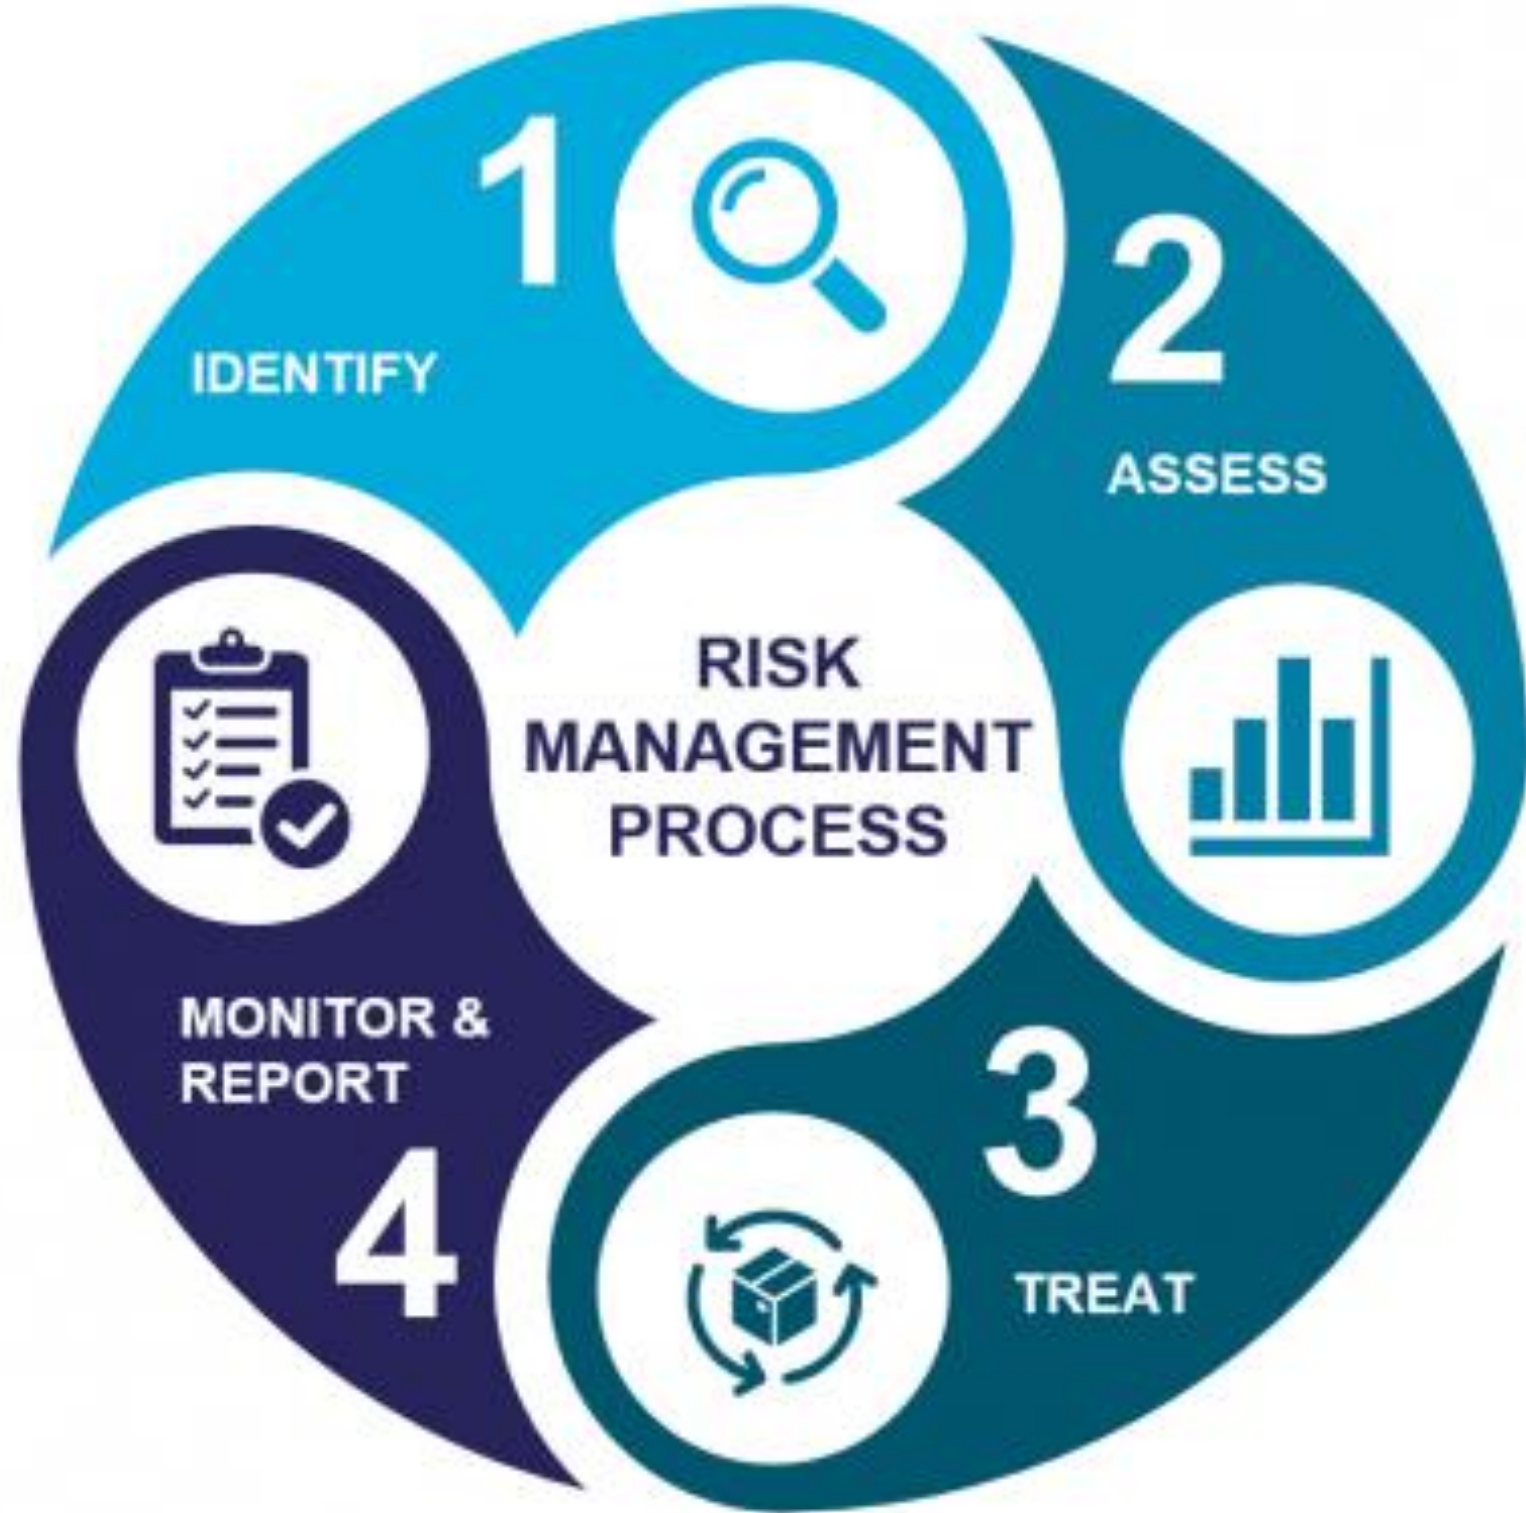 RISK
MANAGEMENT
PROCESS
1
IDENTIFY
2
ASSESS
3
TREAT
MONITOR &
REPORT
4